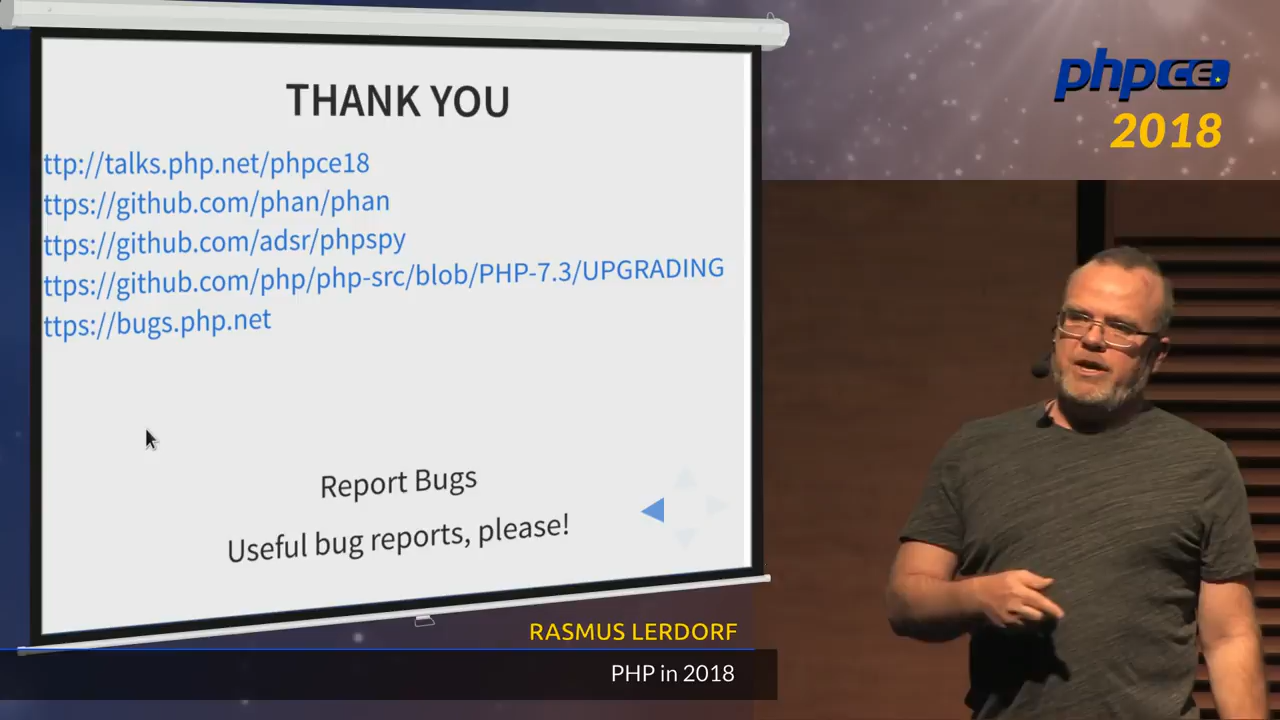 THANK YOU
ttp://talks.php.net/phpce18
ttps://github.com/phan/phan
ttps://github.com/adsr/phpspy
ttps://github.com/php/php-src/blob/PHP-7.3/UPGRADING
ttps://bugs.php.net
Report Bugs
Useful bug reports, please!
phpCE
2018
RASMUS LERDORF
PHP in 2018